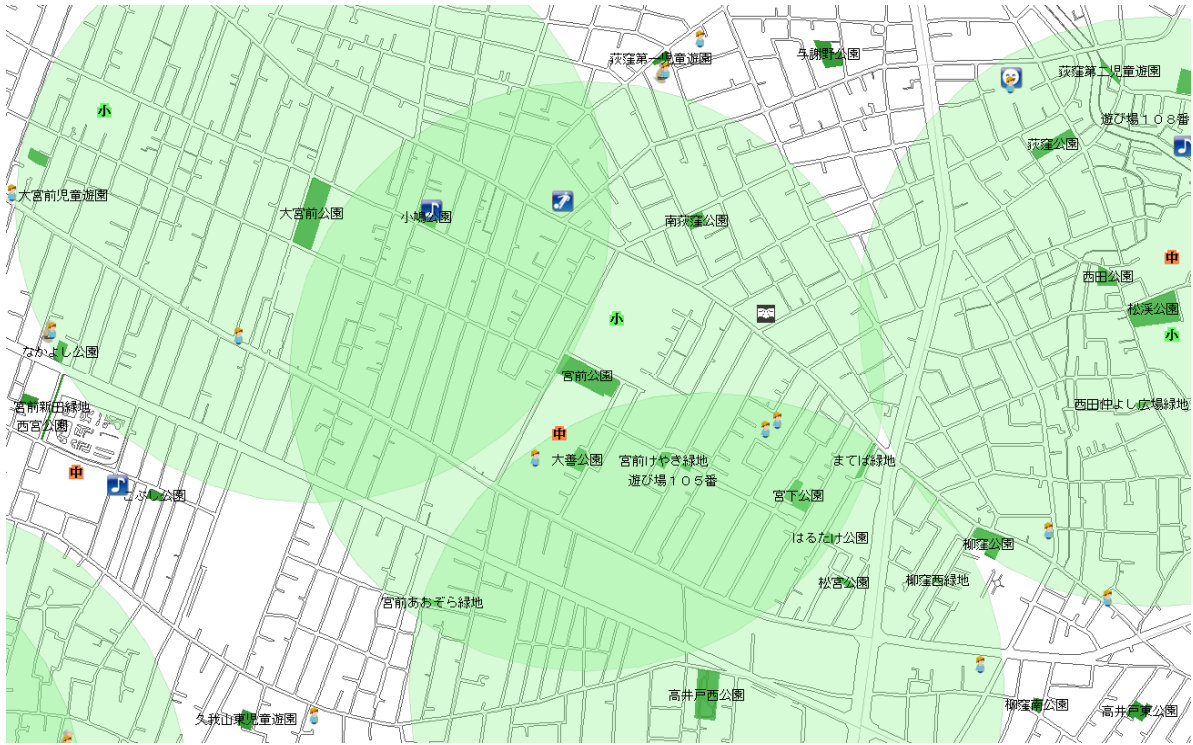 荻窪第一児童遊園
与謝野公園
荻窪第二児童遊園
小
遊び場108番
荻窪公園
大宮前児童遊園
大宮前公園
小鳩公園
南荻窪公園
中
西田公園
松渓公園
小
小
なかよし公園
宮前公園
宮前新田緑地
西宮公園
西田仲よし広場緑地
中
大善公園
宮前けやき緑地
まてば緑地
中
遊び場105番
こぶし公園
宮下公園
はるたけ公園
柳窪公園
松宮公園
柳窪西緑地
宮前あおぞら緑地
高井戸西公園
久我山東児童遊園
柳窪南公園
高井戸東公園